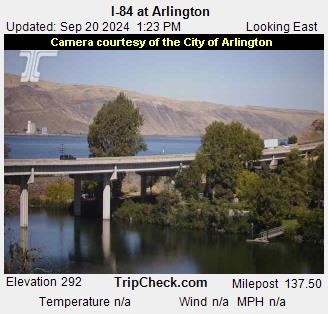 I-84 at Arlington
Updated: Sep 20 2024 1:23 PM Looking East
Camera courtesy of the City of Arlington
Elevation 292 TripCheck.com Milepost 137.50
Temperature n/a Wind n/a MPH n/a